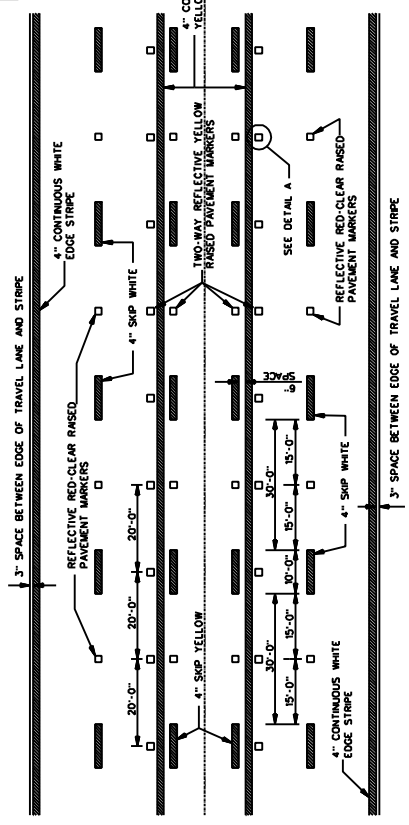 3" SPACE BETWEEN EDGE OF TRAVEL LANE AND STRIPE
4" CONTINUOUS WHITE
EDGE STRIPE
REFLECTIVE RED-CLEAR RAISED
PAVEMENT MARKERS
4" SKIP WHITE
20'-0"
20'-0"
20'-0"
4" CO
YELLO
TWO-WAY REFLECTIVE YELLOW
RAISED PAVEMENT MARKERS
4" SKIP YELLOW
6"
SPACE
SEE DETAIL A
30'-0"
30'-0"
15'-0"
15'-0"
10'-0"
15'-0"
15'-0"
REFLECTIVE RED-CLEAR RAISED
PAVEMENT MARKERS
4" SKIP WHITE
4" CONTINUOUS WHITE
EDGE STRIPE
3" SPACE BETWEEN EDGE OF TRAVEL LANE AND STRIPE